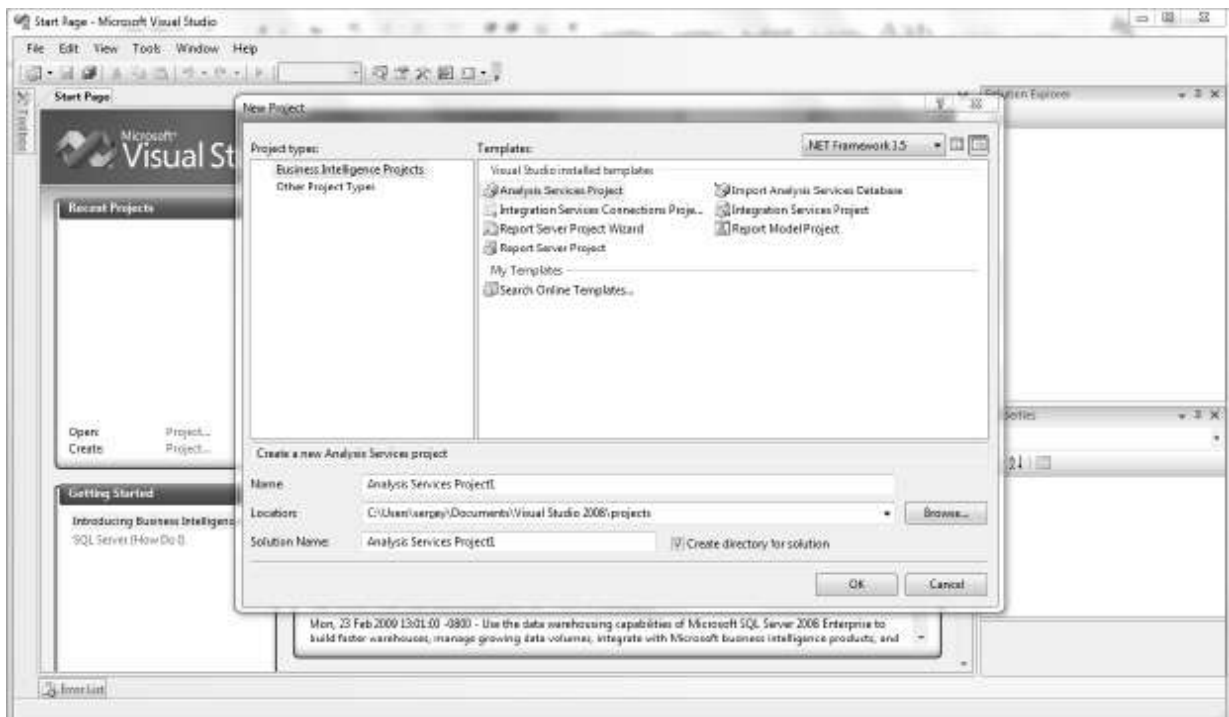 Start Page - Microsoft Visual Studio
File Edit View Tools Window Help
Toolbox
Start Page
Solution Explorer
Microsoft
Visual St
Recent Projects
Open: Project...
Create: Project...
Getting Started
Introducing Business Intelligen
SQL Server (How Do I)
New Project
Project types:
Business Intelligence Projects
Other Project Types
Templates:
.NET Framework 3.5
Visual Studio installed templates
Analysis Services Project
Import Analysis Services Database
Integration Services Connections Proje...
Integration Services Project
Report Server Project Wizard
Report Model Project
Report Server Project
My Templates
Search Online Templates...
Create a new Analysis Services project
Name: Analysis Services Project1
Location: C:\Users\sergey\Documents\Visual Studio 2008\projects
Browse...
Solution Name: Analysis Services Project1
Create directory for solution
OK Cancel
perties
Mon, 23 Feb 2009 13:01:00 -0800 - Use the data warehousing capabilities of Microsoft SQL Server 2008 Enterprise to
build faster warehouses, manage growing data volumes, integrate with Microsoft business intelligence products, and
Error List